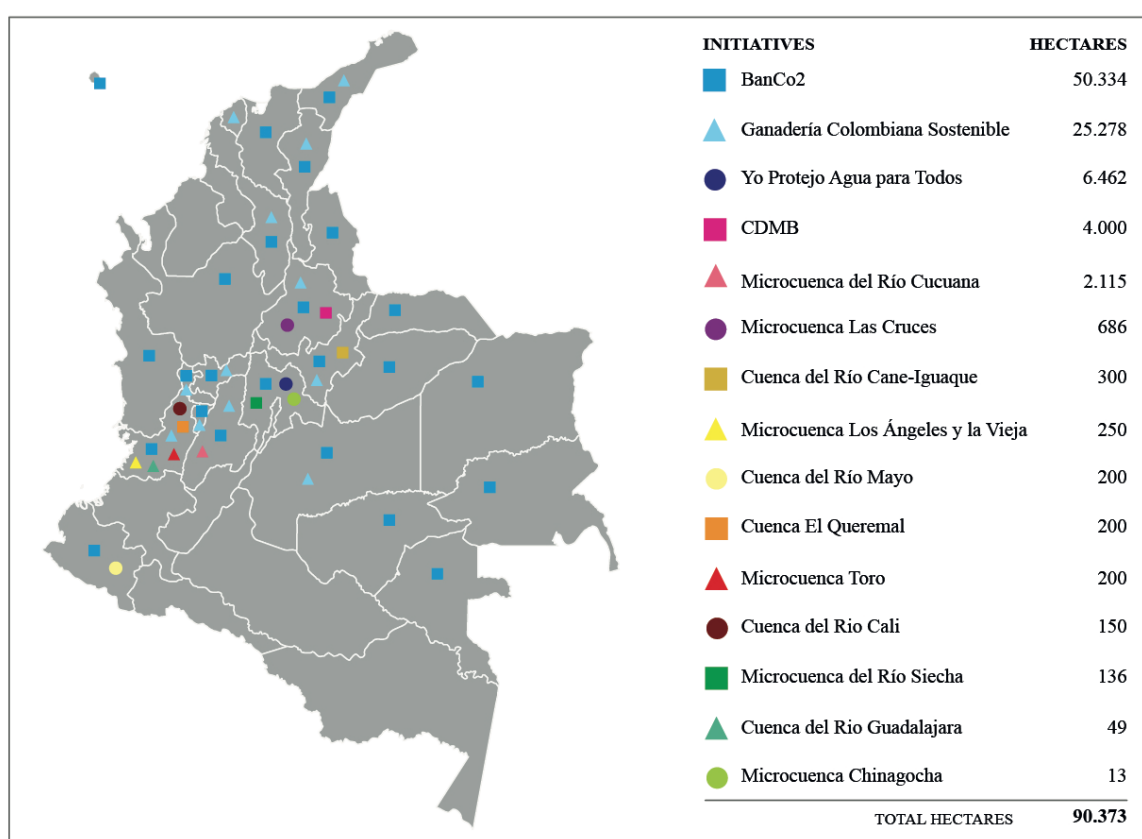 INITIATIVES HECTARES
BanCo2 50.334
Ganadería Colombiana Sostenible 25.278
Yo Protejo Agua para Todos 6.462
CDMB 4.000
Microcuenca del Río Cucuana 2.115
Microcuenca Las Cruces 686
Cuenca del Río Cane-Iguaque 300
Microcuenca Los Ángeles y la Vieja 250
Cuenca del Río Mayo 200
Cuenca El Queremal 200
Microcuenca Toro 200
Cuenca del Rio Cali 150
Microcuenca del Río Siecha 136
Cuenca del Rio Guadalajara 49
Microcuenca Chinagocha 13
TOTAL HECTARES 90.373